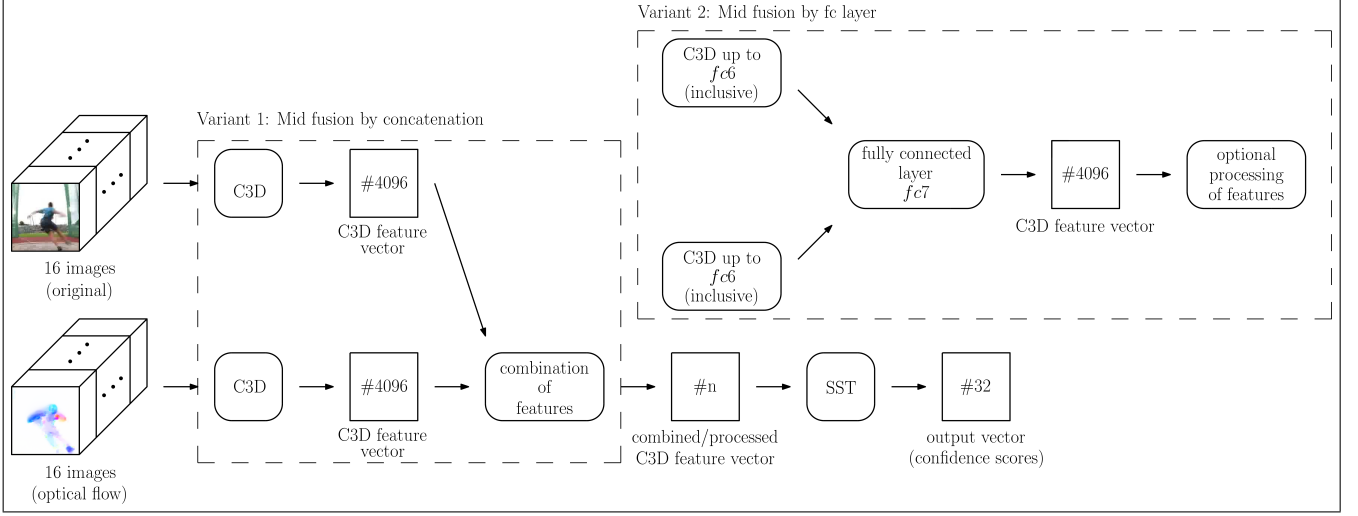 Variant 2: Mid fusion by fc layer
C3D up to
fc6
(inclusive)
fully connected
layer
fc7
#4096
C3D feature vector
optional
processing
of features
C3D up to
fc6
(inclusive)
Variant 1: Mid fusion by concatenation
16 images
(original)
C3D
#4096
C3D feature
vector
16 images
(optical flow)
C3D
#4096
C3D feature
vector
combination
of
features
#n
combined/processed
C3D feature vector
SST
#32
output vector
(confidence scores)